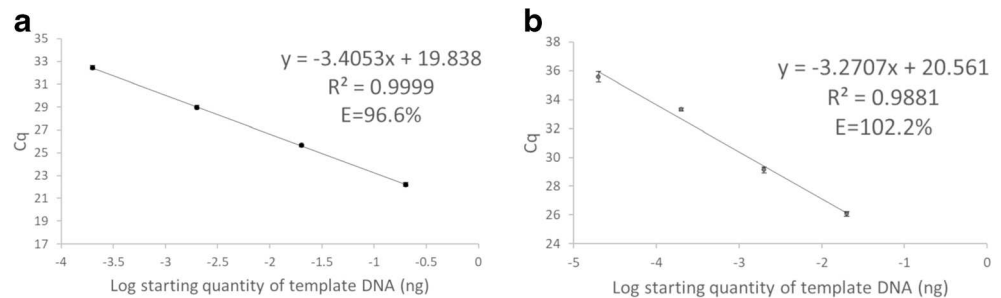 a
35
33
31
29
27
25
23
21
19
17
Cq
y = -3.4053x + 19.838
R² = 0.9999
E=96.6%
-4 -3.5 -3 -2.5 -2 -1.5 -1 -0.5 0
Log starting quantity of template DNA (ng)
b
38
36
34
32
30
28
26
24
Cq
y = -3.2707x + 20.561
R² = 0.9881
E=102.2%
-5 -4 -3 -2 -1 0
Log starting quantity of template DNA (ng)